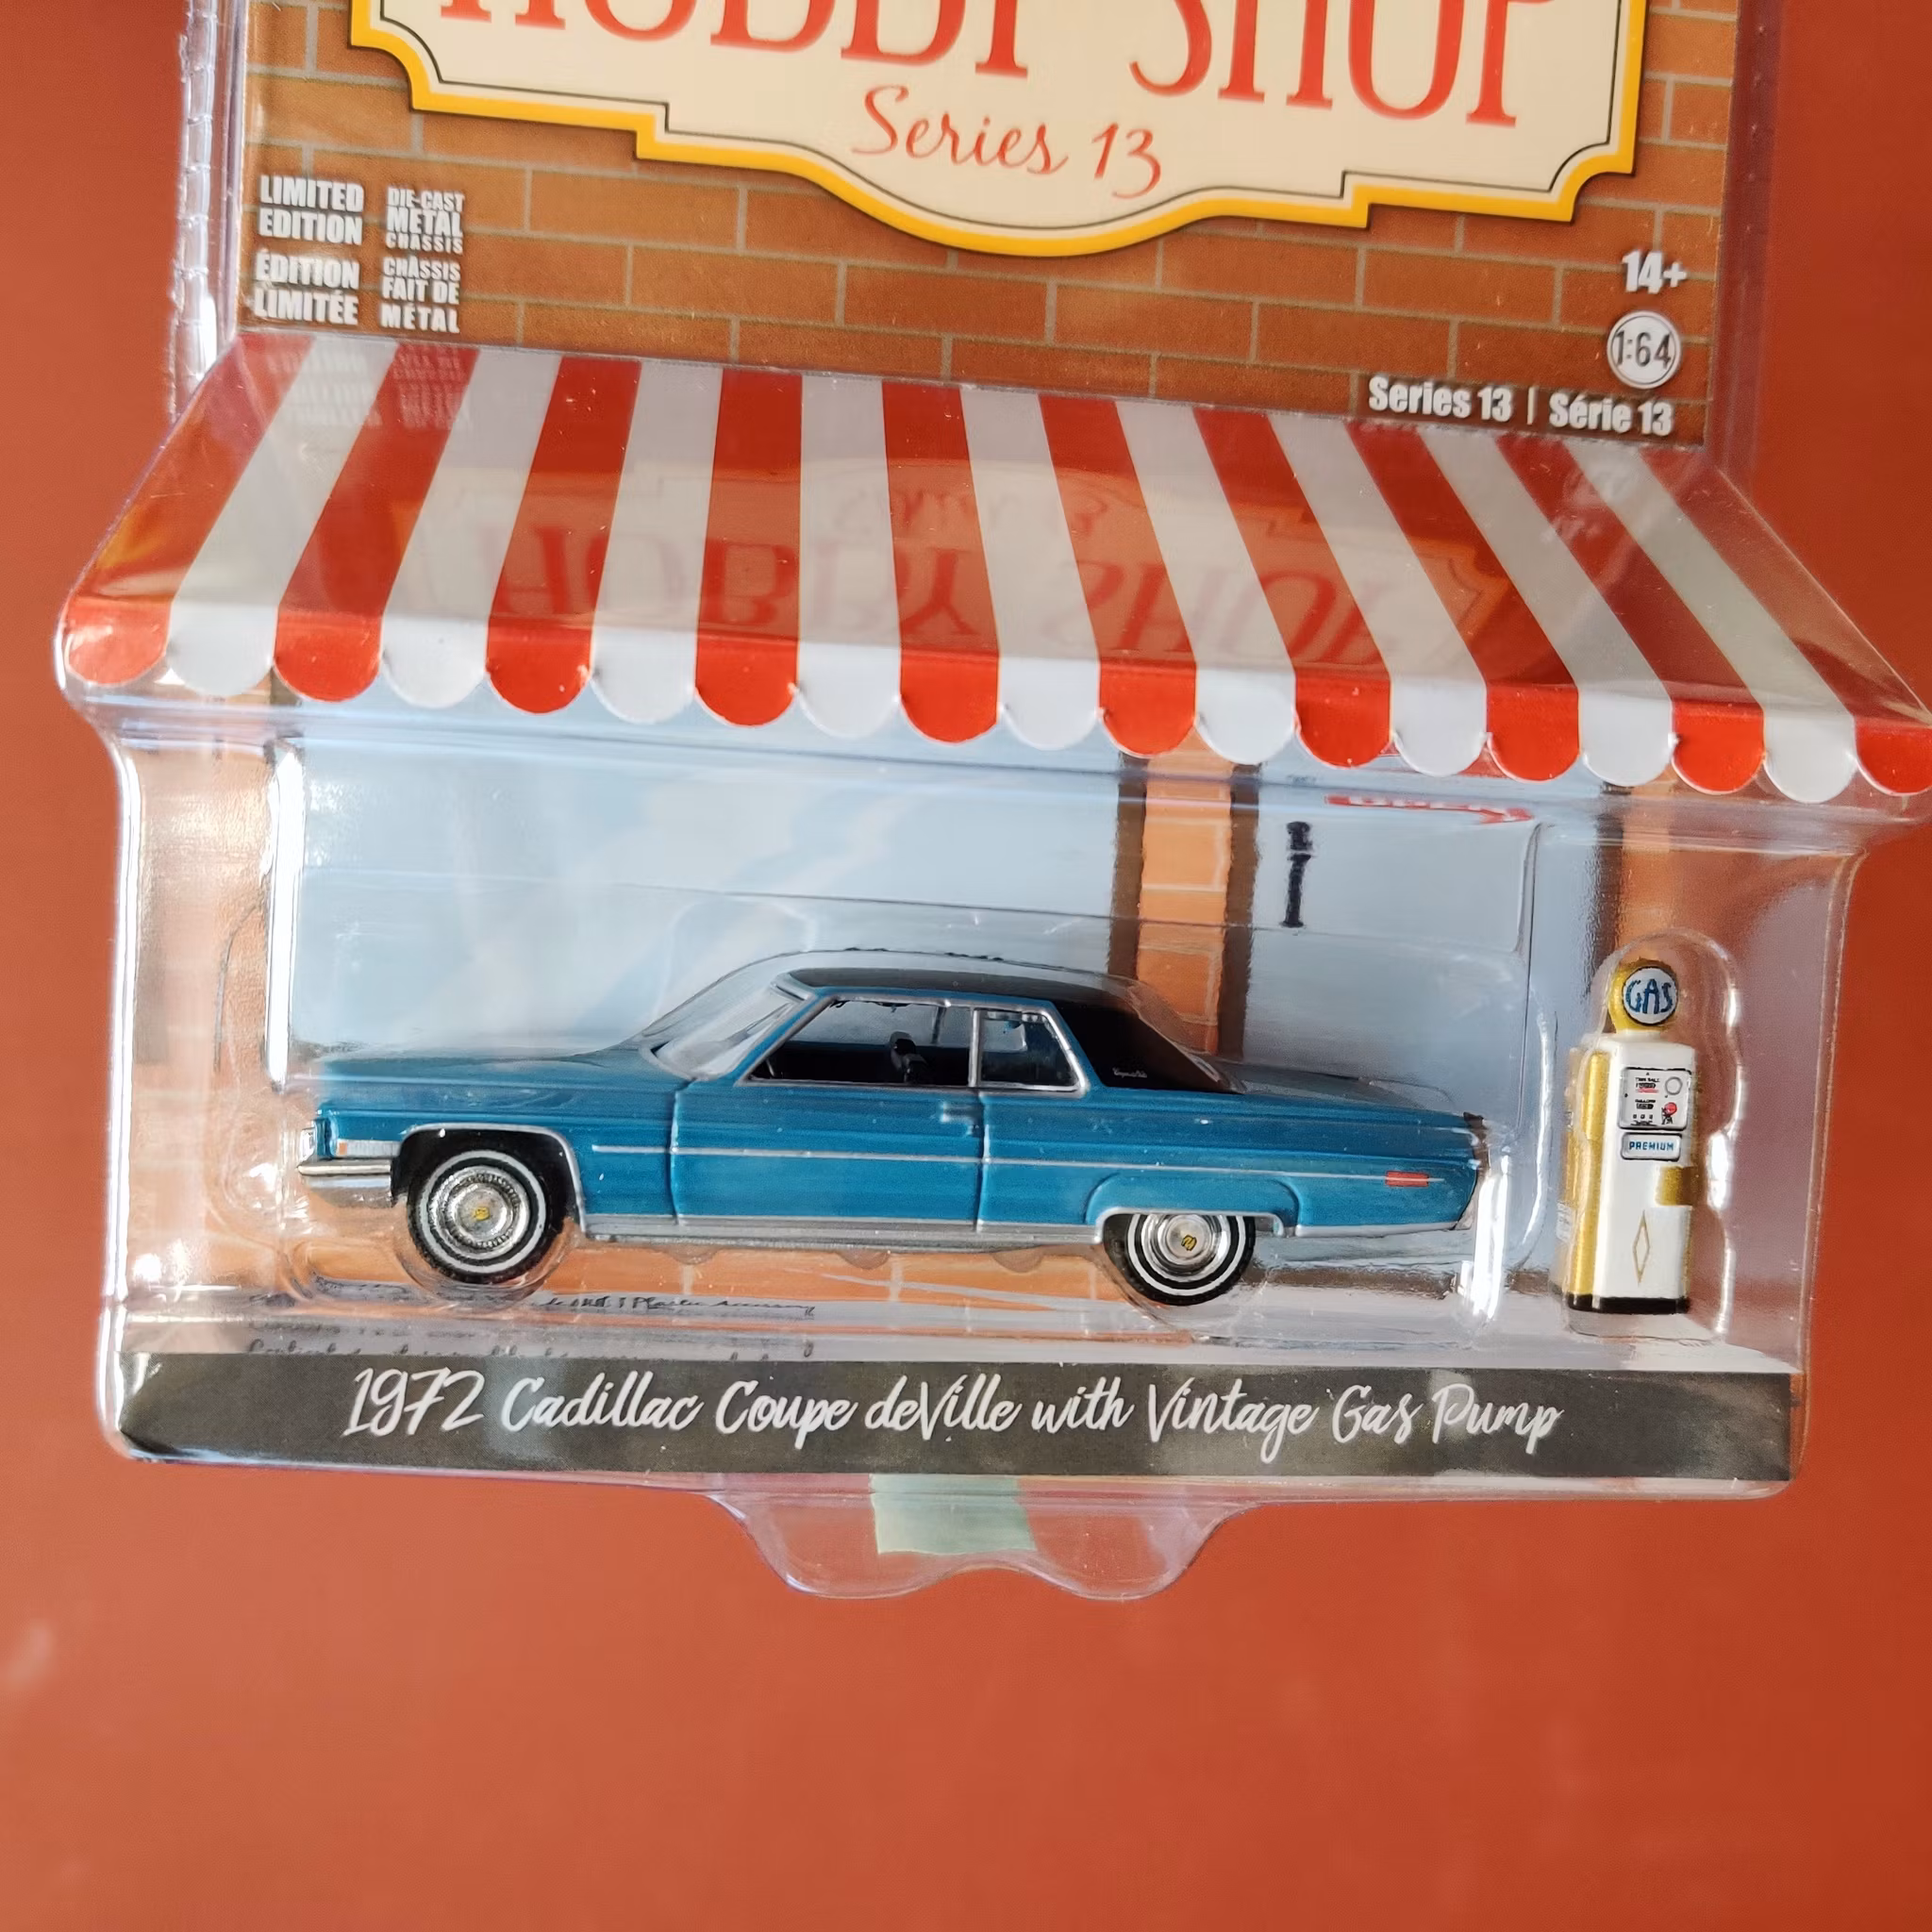 HOBBY SHOP
Series 13
LIMITED
EDITION
ÉDITION
LIMITÉE
DIE-CAST
METAL
CHASSIS
CHÂSSIS
FAIT DE
MÉTAL
14+
1:64
Series 13 | Série 13
GAS
PREMIUM
1972 Cadillac Coupe deVille with Vintage Gas Pump